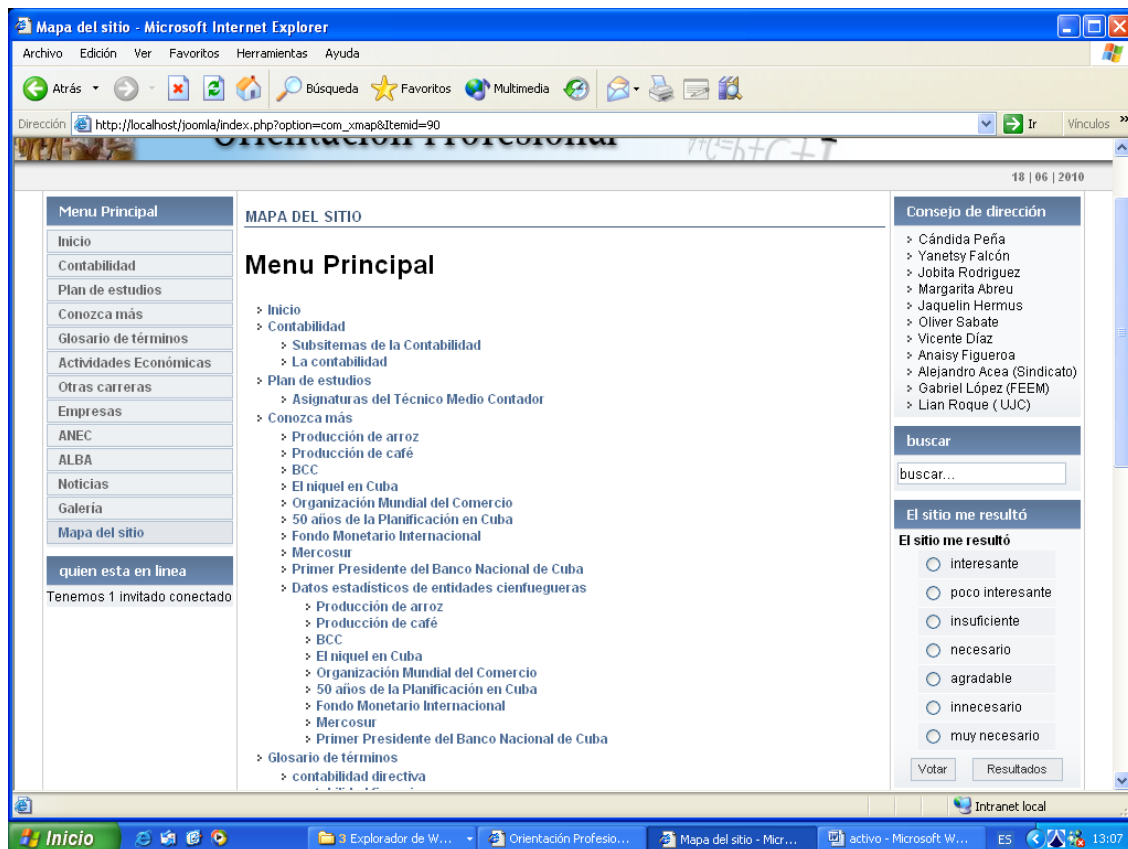 Mapa del sitio - Microsoft Internet Explorer
Archivo Edición Ver Favoritos Herramientas Ayuda
Atrás Búsqueda Favoritos Multimedia
Dirección http://localhost/joomla/index.php?option=com_xmap&Itemid=90 Ir Vínculos »
Orientación Profesional
18 | 06 | 2010
Menu Principal
Inicio
Contabilidad
Plan de estudios
Conozca más
Glosario de términos
Actividades Económicas
Otras carreras
Empresas
ANEC
ALBA
Noticias
Galería
Mapa del sitio
quien esta en linea
Tenemos 1 invitado conectado
MAPA DEL SITIO
Menu Principal
Inicio
Contabilidad
Subsitemas de la Contabilidad
La contabilidad
Plan de estudios
Asignaturas del Técnico Medio Contador
Conozca más
Producción de arroz
Producción de café
BCC
El niquel en Cuba
Organización Mundial del Comercio
50 años de la Planificación en Cuba
Fondo Monetario Internacional
Mercosur
Primer Presidente del Banco Nacional de Cuba
Datos estadísticos de entidades cienfuegueras
Producción de arroz
Producción de café
BCC
El niquel en Cuba
Organización Mundial del Comercio
50 años de la Planificación en Cuba
Fondo Monetario Internacional
Mercosur
Primer Presidente del Banco Nacional de Cuba
Glosario de términos
contabilidad directiva
Consejo de dirección
Cándida Peña
Yanetsy Falcón
Jobita Rodriguez
Margarita Abreu
Jaquelin Hermus
Oliver Sabate
Vicente Díaz
Anaisy Figueroa
Alejandro Acea (Sindicato)
Gabriel López (FEEM)
Lian Roque ( UJC)
buscar
buscar...
El sitio me resultó
El sitio me resultó
interesante
poco interesante
insuficiente
necesario
agradable
innecesario
muy necesario
Votar Resultados
Intranet local
Inicio 3 Explorador de W... Orientación Profesio... Mapa del sitio - Micr... activo - Microsoft W... ES 13:07